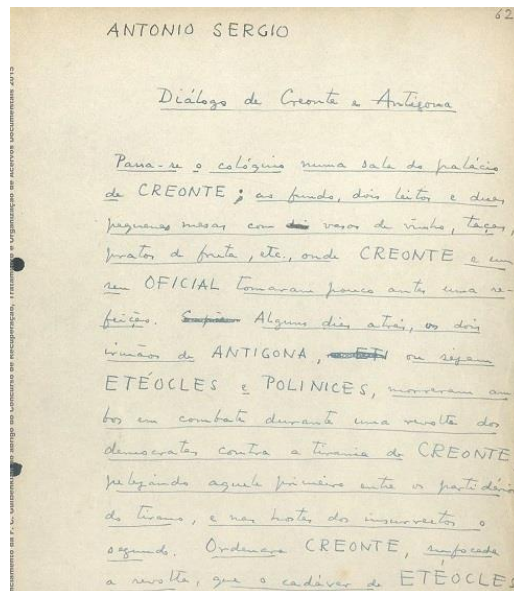 62
ANTONIO SERGIO
Diálogo de Creonte e Antígona
Passa-se o colóquio numa sala do palácio
de CREONTE; ao fundo, dois leitos e duas
pequenas mesas com vasos de vinho, taças,
pratos de fruta, etc., onde CREONTE e um
seu OFICIAL tomaram pouco antes uma re-
feição. Alguns dias atrás, os dois
irmãos de ANTIGONA, ou sejam
ETÉOCLES e POLINICES, morreram am-
bos em combate durante uma revolta dos
democratas contra a tirania de CREONTE
pelejando aquele primeiro entre os partidários
do tirano, e nas hostes dos insurrectos o
segundo. Ordenara CREONTE, sufocada
a revolta, que o cadáver de ETÉOCLES